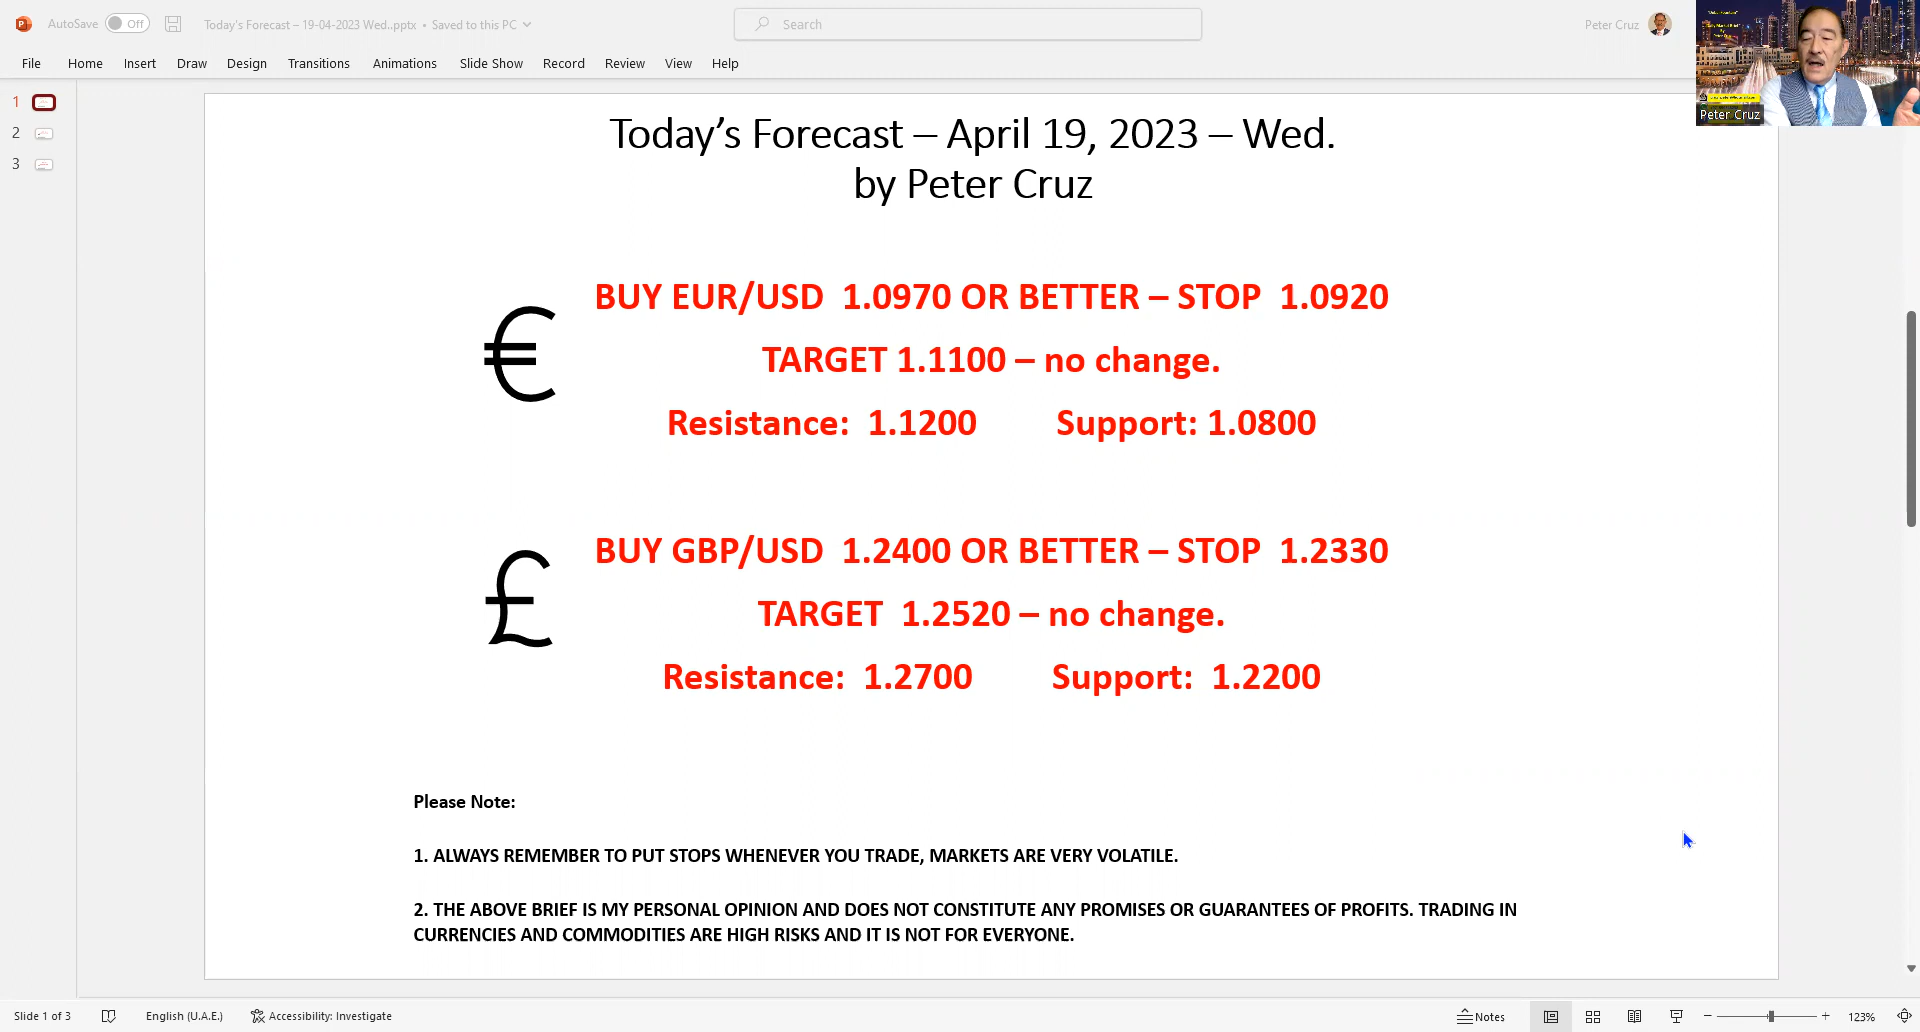 AutoSave Off Today's Forecast – 19-04-2023 Wed..pptx • Saved to this PC
Search
Peter Cruz
File Home Insert Draw Design Transitions Animations Slide Show Record Review View Help
Peter Cruz
1
2
3
Today's Forecast – April 19, 2023 – Wed.
by Peter Cruz
BUY EUR/USD 1.0970 OR BETTER – STOP 1.0920
€
TARGET 1.1100 – no change.
Resistance: 1.1200 Support: 1.0800
BUY GBP/USD 1.2400 OR BETTER – STOP 1.2330
£
TARGET 1.2520 – no change.
Resistance: 1.2700 Support: 1.2200
Please Note:
1. ALWAYS REMEMBER TO PUT STOPS WHENEVER YOU TRADE, MARKETS ARE VERY VOLATILE.
2. THE ABOVE BRIEF IS MY PERSONAL OPINION AND DOES NOT CONSTITUTE ANY PROMISES OR GUARANTEES OF PROFITS. TRADING IN
CURRENCIES AND COMMODITIES ARE HIGH RISKS AND IT IS NOT FOR EVERYONE.
Slide 1 of 3 English (U.A.E.) Accessibility: Investigate Notes 123%